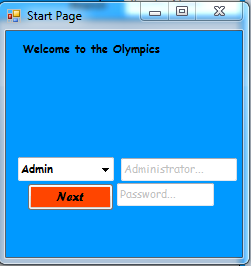 Start Page
Welcome to the Olympics
Admin
Administrator...
Next
Password...